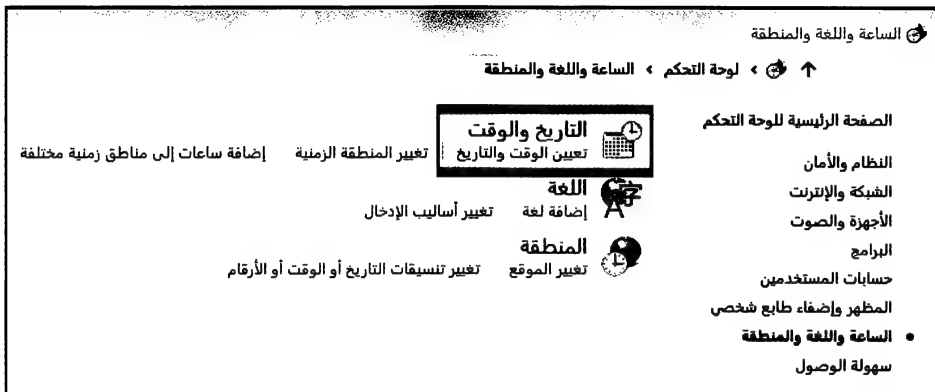 الساعة واللغة والمنطقة
لوحة التحكم › الساعة واللغة والمنطقة
الصفحة الرئيسية للوحة التحكم
النظام والأمان
الشبكة والإنترنت
الأجهزة والصوت
البرامج
حسابات المستخدمين
المظهر وإضفاء طابع شخصي
الساعة واللغة والمنطقة
سهولة الوصول
التاريخ والوقت
تعيين الوقت والتاريخ تغيير المنطقة الزمنية إضافة ساعات إلى مناطق زمنية مختلفة
اللغة
إضافة لغة تغيير أساليب الإدخال
المنطقة
تغيير الموقع تغيير تنسيقات التاريخ أو الوقت أو الأرقام